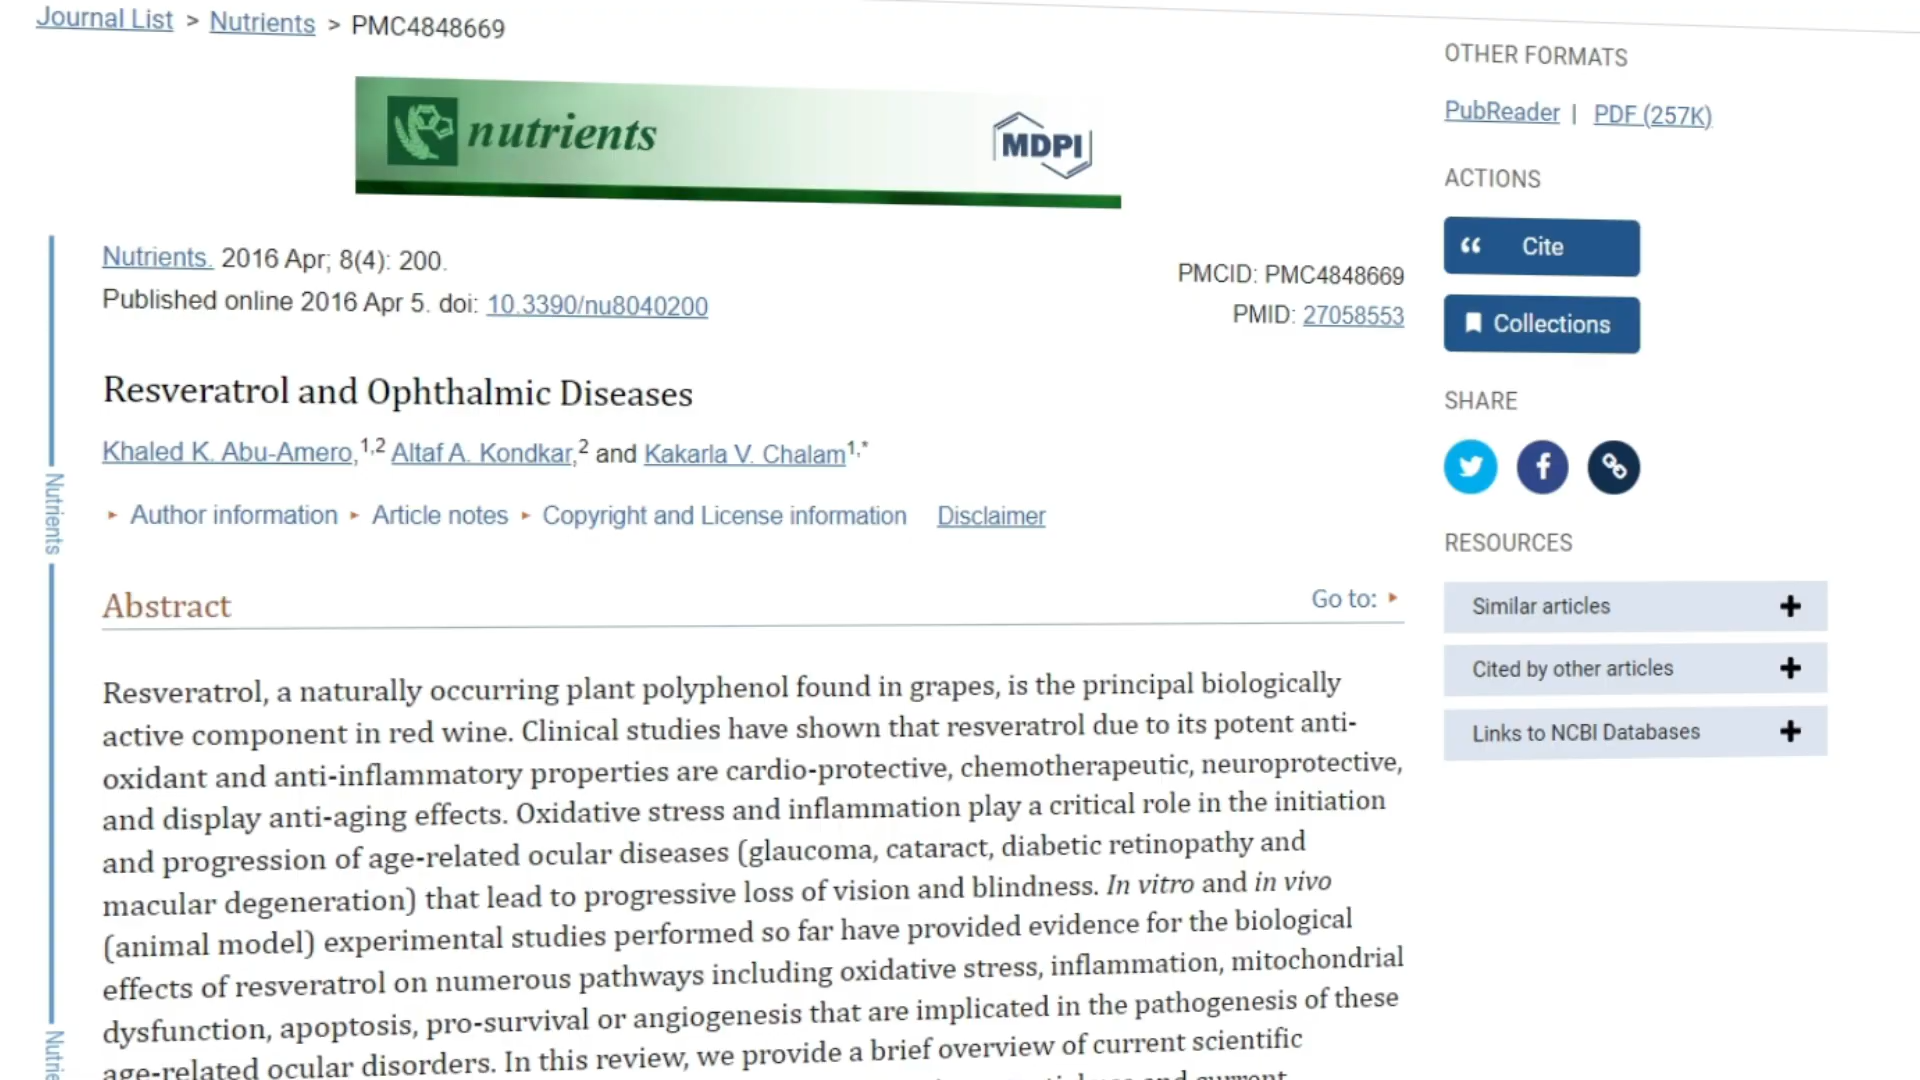 Journal List > Nutrients > PMC4848669
nutrients
MDPI
Nutrients. 2016 Apr; 8(4): 200.
Published online 2016 Apr 5. doi: 10.3390/nu8040200
PMCID: PMC4848669
PMID: 27058553
Resveratrol and Ophthalmic Diseases
Khaled K. Abu-Amero,1,2 Altaf A. Kondkar,2 and Kakarla V. Chalam1,*
Author information Article notes Copyright and License information Disclaimer
Abstract
Go to:
Resveratrol, a naturally occurring plant polyphenol found in grapes, is the principal biologically
active component in red wine. Clinical studies have shown that resveratrol due to its potent anti-
oxidant and anti-inflammatory properties are cardio-protective, chemotherapeutic, neuroprotective,
and display anti-aging effects. Oxidative stress and inflammation play a critical role in the initiation
and progression of age-related ocular diseases (glaucoma, cataract, diabetic retinopathy and
macular degeneration) that lead to progressive loss of vision and blindness. In vitro and in vivo
(animal model) experimental studies performed so far have provided evidence for the biological
effects of resveratrol on numerous pathways including oxidative stress, inflammation, mitochondrial
dysfunction, apoptosis, pro-survival or angiogenesis that are implicated in the pathogenesis of these
age-related ocular disorders. In this review, we provide a brief overview of current scientific
and current
Nutrients
OTHER FORMATS
PubReader | PDF (257K)
ACTIONS
Cite
Collections
SHARE
RESOURCES
Similar articles
Cited by other articles
Links to NCBI Databases